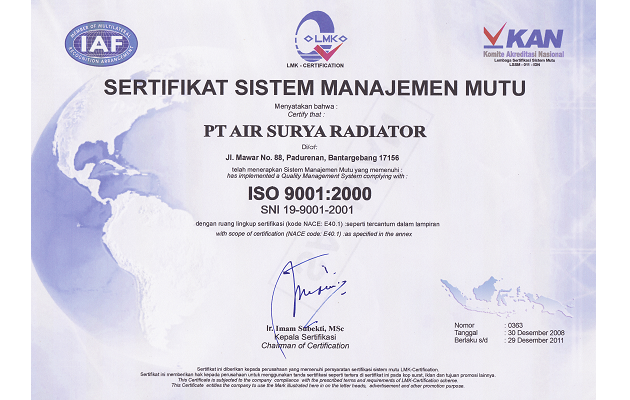 MEMBER OF MULTILATERAL
IAF
RECOGNITION ARRANGEMENT
LMK
LMK - CERTIFICATION
KAN
Komite Akreditasi Nasional
Lembaga Sertifikasi Sistem Mutu
LSSM - 011 - IDN
SERTIFIKAT SISTEM MANAJEMEN MUTU
Menyatakan bahwa :
Certify that :
PT AIR SURYA RADIATOR
Di/of:
Jl. Mawar No. 88, Padurenan, Bantargebang 17156
telah menerapkan Sistem Manajemen Mutu yang memenuhi :
has implemented a Quality Management System complying with :
ISO 9001:2000
SNI 19-9001-2001
dengan ruang lingkup sertifikasi (kode NACE: E40.1) :seperti tercantum dalam lampiran
with scope of certification (NACE code: E40.1) :as specified in the annex
Ir. Imam Subekti, MSc
Kepala Sertifikasi
Chairman of Certification
Nomor : 0363
Tanggal : 30 Desember 2008
Berlaku s/d : 29 Desember 2011
Sertifikat ini diberikan kepada perusahaan yang memenuhi persyaratan sertifikasi sistem mutu LMK-Certification.
Sertifikat ini memberikan hak kepada perusahaan untuk menggunakan tanda sertifikasi seperti tertera di sertifikat ini pada kop surat, iklan dan tujuan promosi lainnya.
This Certificate is subjected to the company compliance with the prescribed terms and requirements of LMK-Certification scheme.
This Certificate entitles the company to use the Mark illustrated here in on the letter heads, advertisement and other promotion purpose.